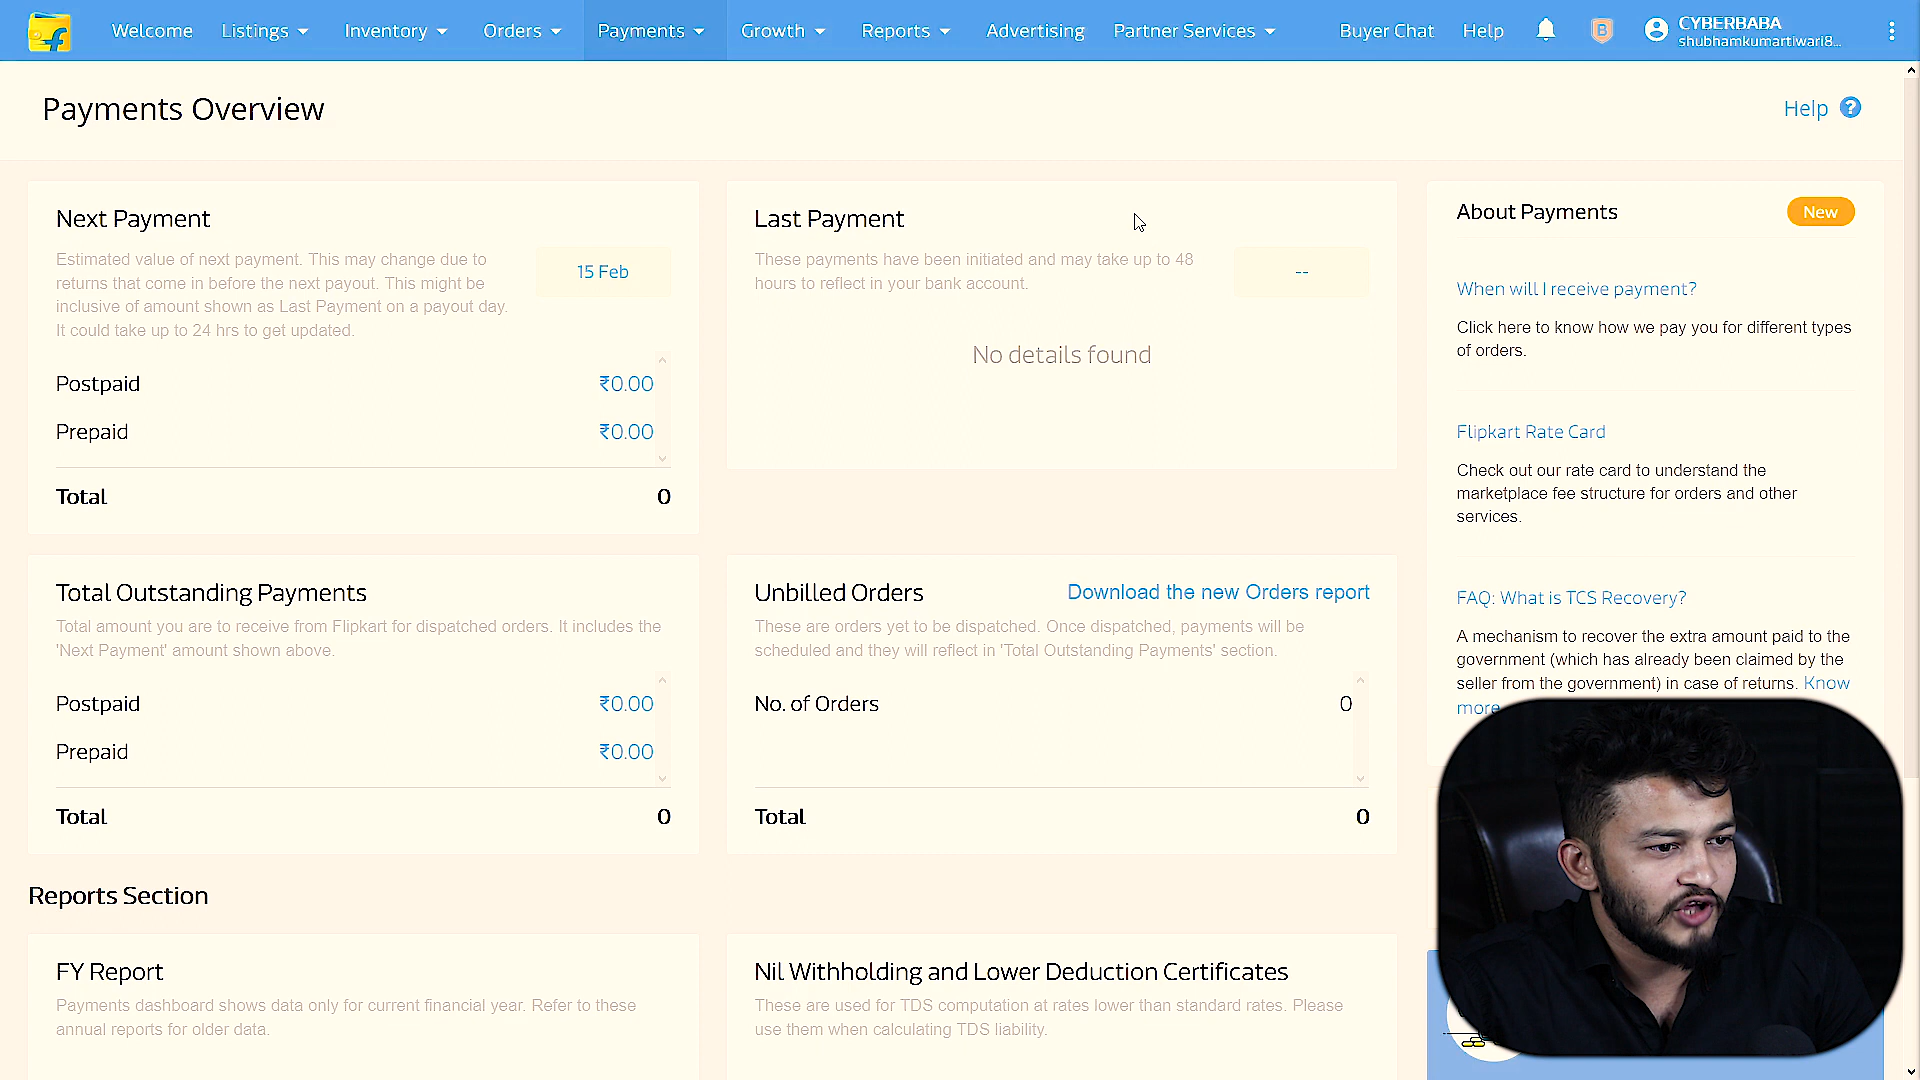 Welcome
Listings
Inventory
Orders
Payments
Growth
Reports
Advertising
Partner Services
Buyer Chat
Help
B
CYBERBABA
shubhamkumartiwari8...
Payments Overview
Help ?
Next Payment
Estimated value of next payment. This may change due to
returns that come in before the next payout. This might be
inclusive of amount shown as Last Payment on a payout day.
It could take up to 24 hrs to get updated.
15 Feb
Postpaid ₹0.00
Prepaid ₹0.00
Total 0
Last Payment
These payments have been initiated and may take up to 48
hours to reflect in your bank account.
--
No details found
About Payments
New
When will I receive payment?
Click here to know how we pay you for different types
of orders.
Flipkart Rate Card
Check out our rate card to understand the
marketplace fee structure for orders and other
services.
FAQ: What is TCS Recovery?
A mechanism to recover the extra amount paid to the
government (which has already been claimed by the
seller from the government) in case of returns. Know
more
Total Outstanding Payments
Total amount you are to receive from Flipkart for dispatched orders. It includes the
'Next Payment' amount shown above.
Postpaid ₹0.00
Prepaid ₹0.00
Total 0
Unbilled Orders
Download the new Orders report
These are orders yet to be dispatched. Once dispatched, payments will be
scheduled and they will reflect in 'Total Outstanding Payments' section.
No. of Orders 0
Total 0
Reports Section
FY Report
Payments dashboard shows data only for current financial year. Refer to these
annual reports for older data.
Nil Withholding and Lower Deduction Certificates
These are used for TDS computation at rates lower than standard rates. Please
use them when calculating TDS liability.